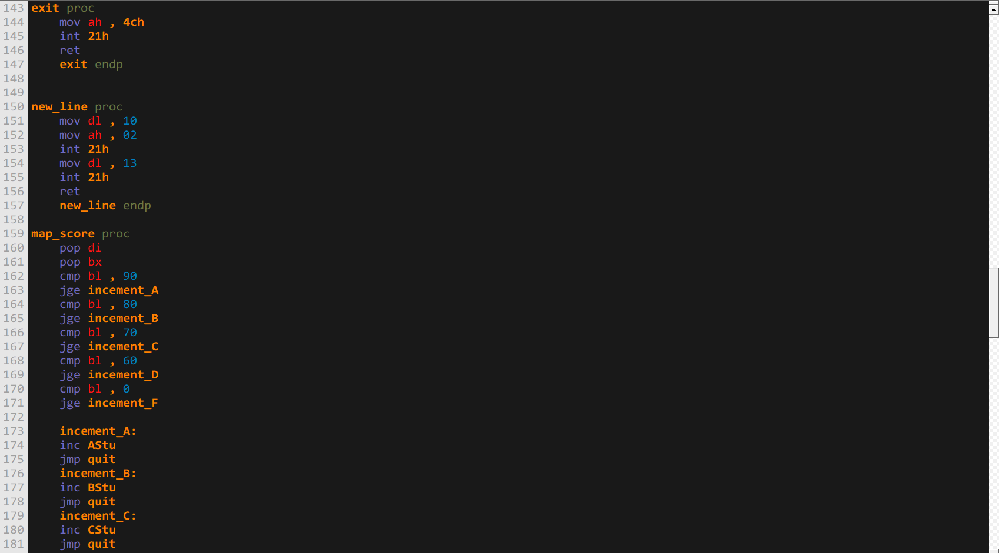 143 exit proc
144     mov ah , 4ch
145     int 21h
146     ret
147     exit endp
148
149
150 new_line proc
151     mov dl , 10
152     mov ah , 02
153     int 21h
154     mov dl , 13
155     int 21h
156     ret
157     new_line endp
158
159 map_score proc
160     pop di
161     pop bx
162     cmp bl , 90
163     jge incement_A
164     cmp bl , 80
165     jge incement_B
166     cmp bl , 70
167     jge incement_C
168     cmp bl , 60
169     jge incement_D
170     cmp bl , 0
171     jge incement_F
172
173     incement_A:
174     inc AStu
175     jmp quit
176     incement_B:
177     inc BStu
178     jmp quit
179     incement_C:
180     inc CStu
181     jmp quit